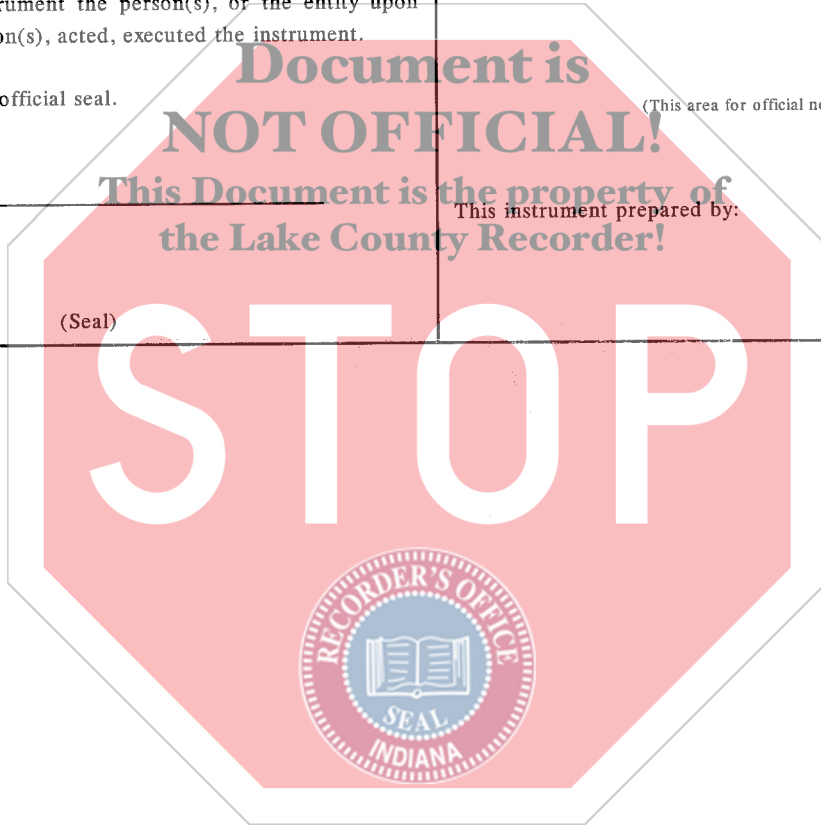 rument the person(s), or the entity upon
on(s), acted, executed the instrument.
Document is
official seal.
(This area for official
NOT OFFICIAL!
This Document is the property of
This instrument prepared by:
the Lake County Recorder!
(Seal)
STOP
RECORDER'S OFFICE
SEAL
INDIANA